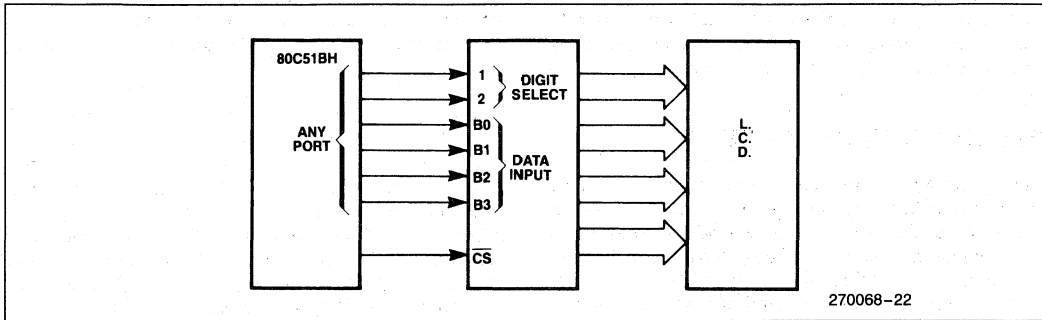 80C51BH
ANY
PORT
1
2
DIGIT
SELECT
B0
B1
B2
B3
DATA
INPUT
CS
L.
C.
D.
270068-22